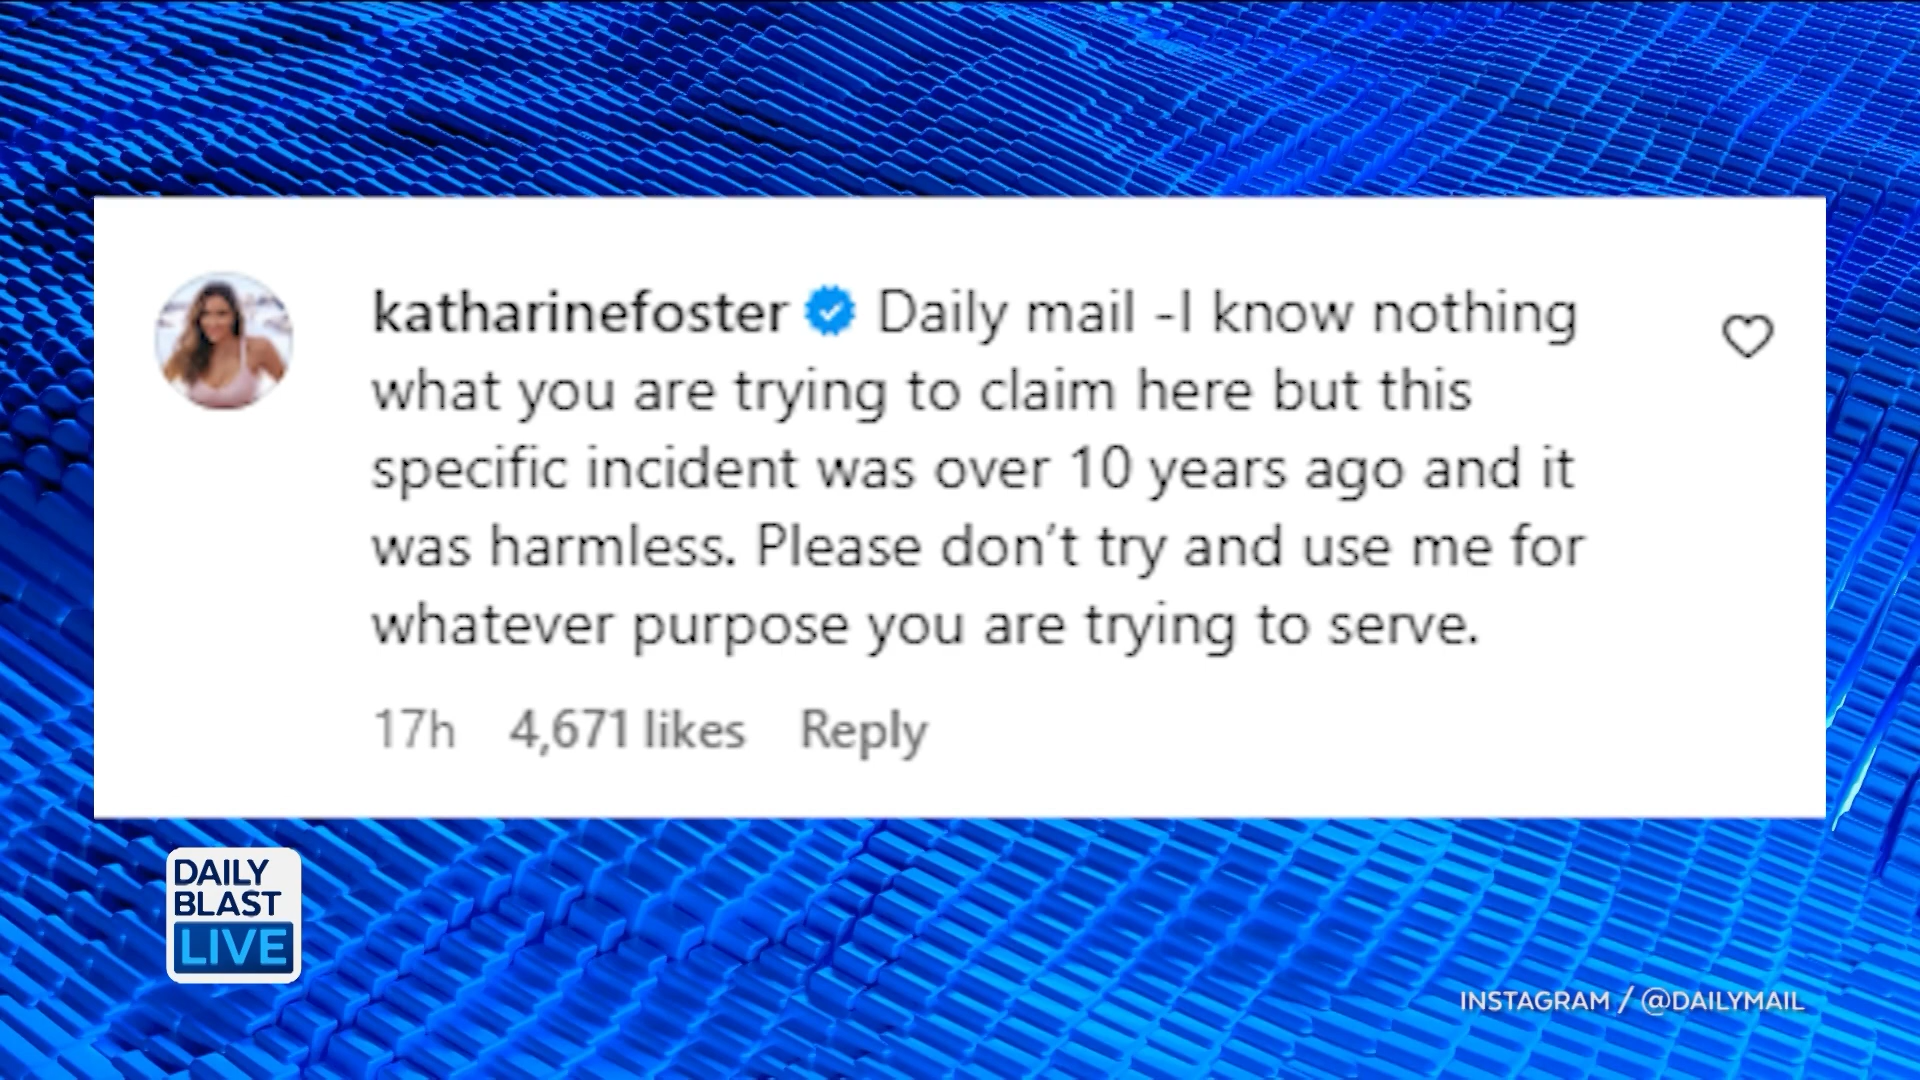 katharinefoster Daily mail -I know nothing
what you are trying to claim here but this
specific incident was over 10 years ago and it
was harmless. Please don’t try and use me for
whatever purpose you are trying to serve.
17h 4,671 likes Reply
DAILY
BLAST
LIVE
INSTAGRAM / @DAILYMAIL